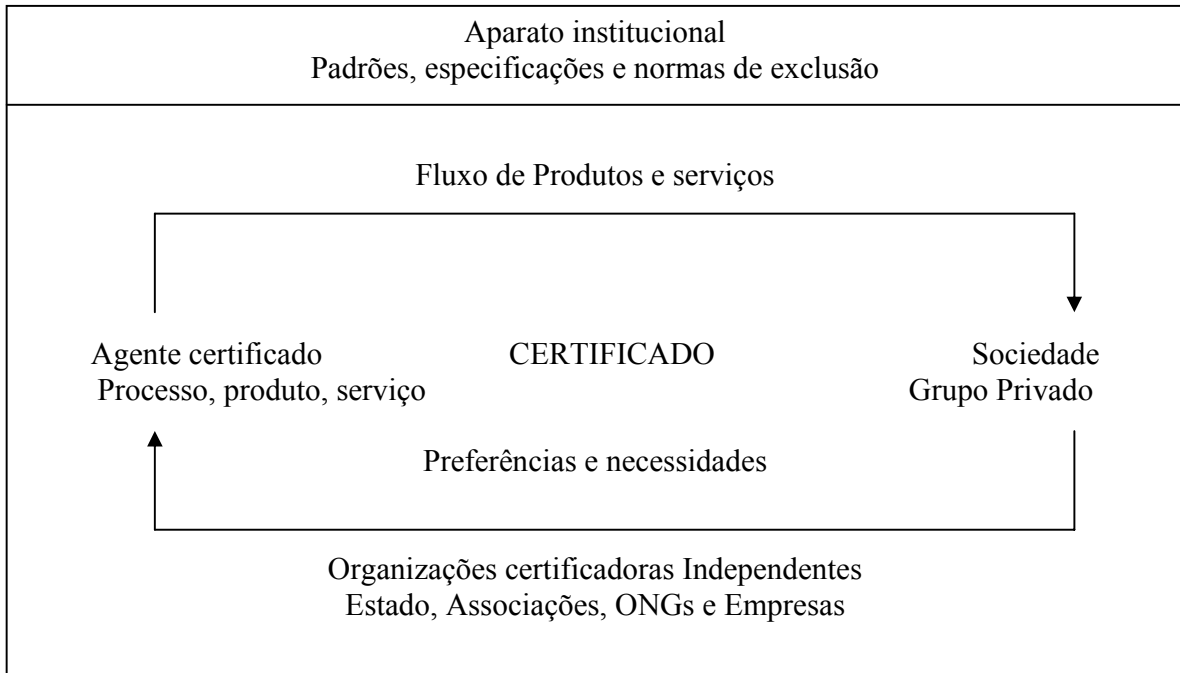 Aparato institucional
Padrões, especificações e normas de exclusão
Fluxo de Produtos e serviços
Agente certificado
Processo, produto, serviço
CERTIFICADO
Sociedade
Grupo Privado
Preferências e necessidades
Organizações certificadoras Independentes
Estado, Associações, ONGs e Empresas